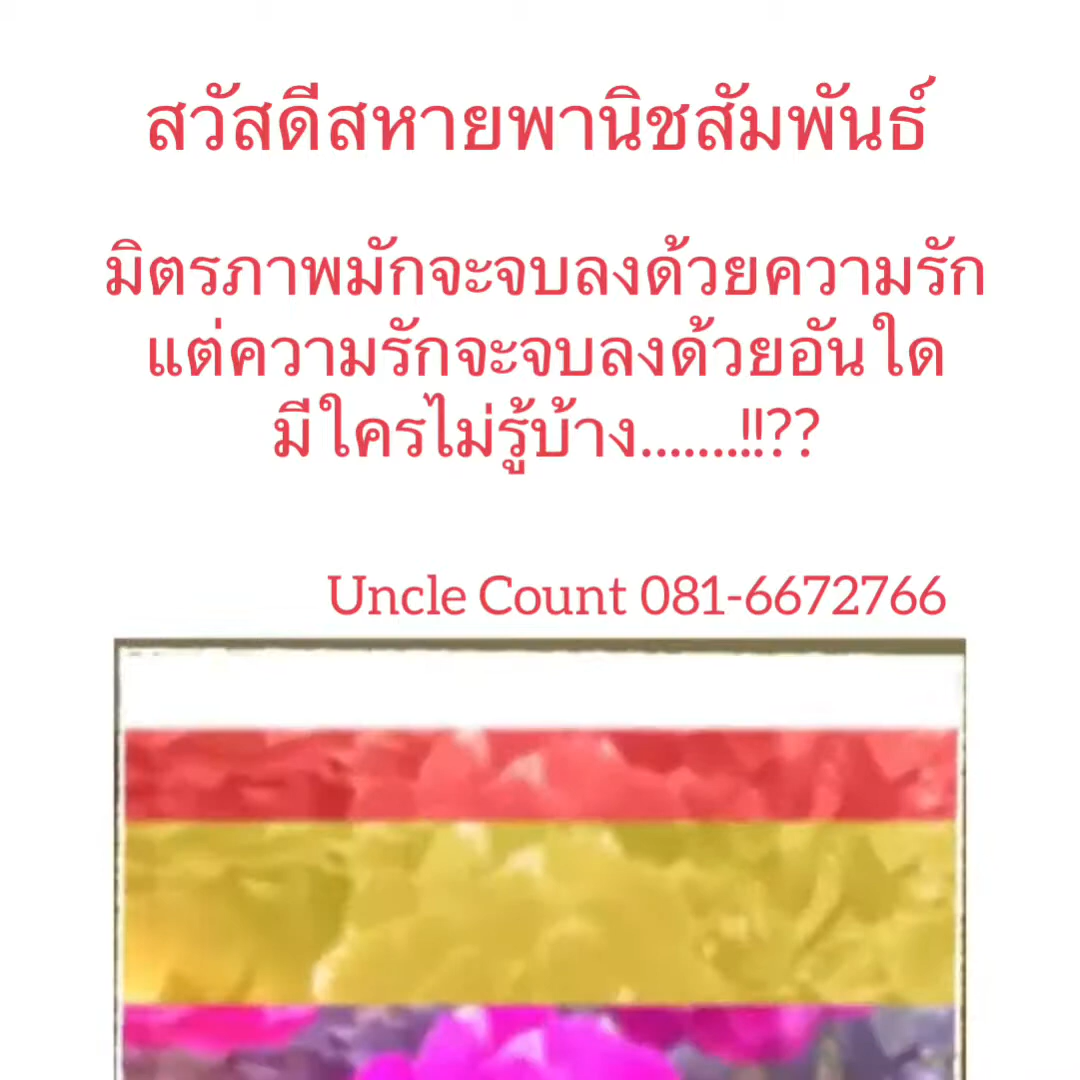 สวัสดีสหายพานิชสัมพันธ์
มิตรภาพมักจะจบลงด้วยความรัก
แต่ความรักจะจบลงด้วยอันใด
มีใครไม่รู้บ้าง........!!??
Uncle Count 081-6672766